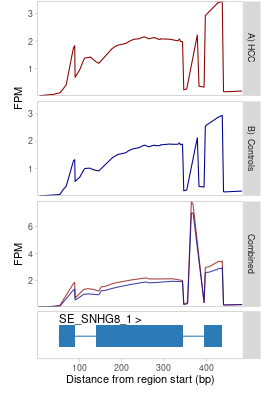 3
2
1
FPM
A) HCC
3
2
1
B) Controls
6
4
2
FPM
Combined
SE_SNHG8_1 >
100 200 300 400
Distance from region start (bp)